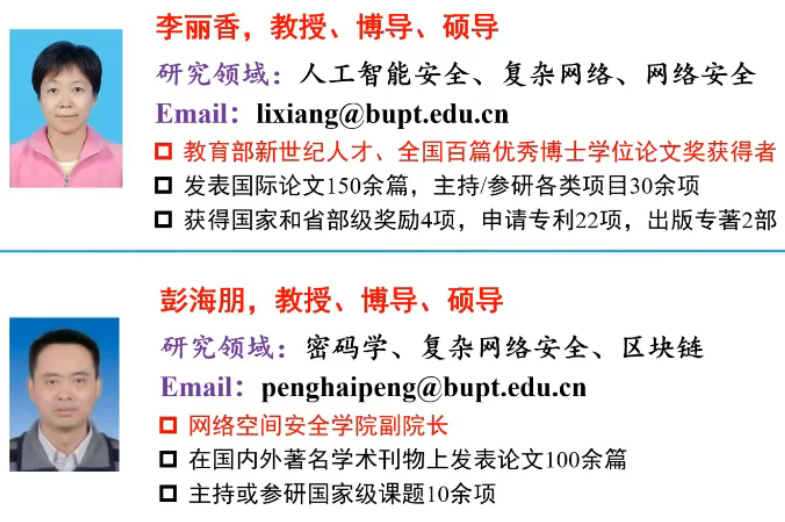 李丽香，教授、博导、硕导
研究领域：人工智能安全、复杂网络、网络安全
Email：lixiang@bupt.edu.cn
教育部新世纪人才、全国百篇优秀博士学位论文奖获得者
发表国际论文150余篇，主持/参研各类项目30余项
获得国家和省部级奖励4项，申请专利22项，出版专著2部
彭海朋，教授、博导、硕导
研究领域：密码学、复杂网络安全、区块链
Email：penghaipeng@bupt.edu.cn
网络空间安全学院副院长
在国内外著名学术刊物上发表论文100余篇
主持或参研国家级课题10余项